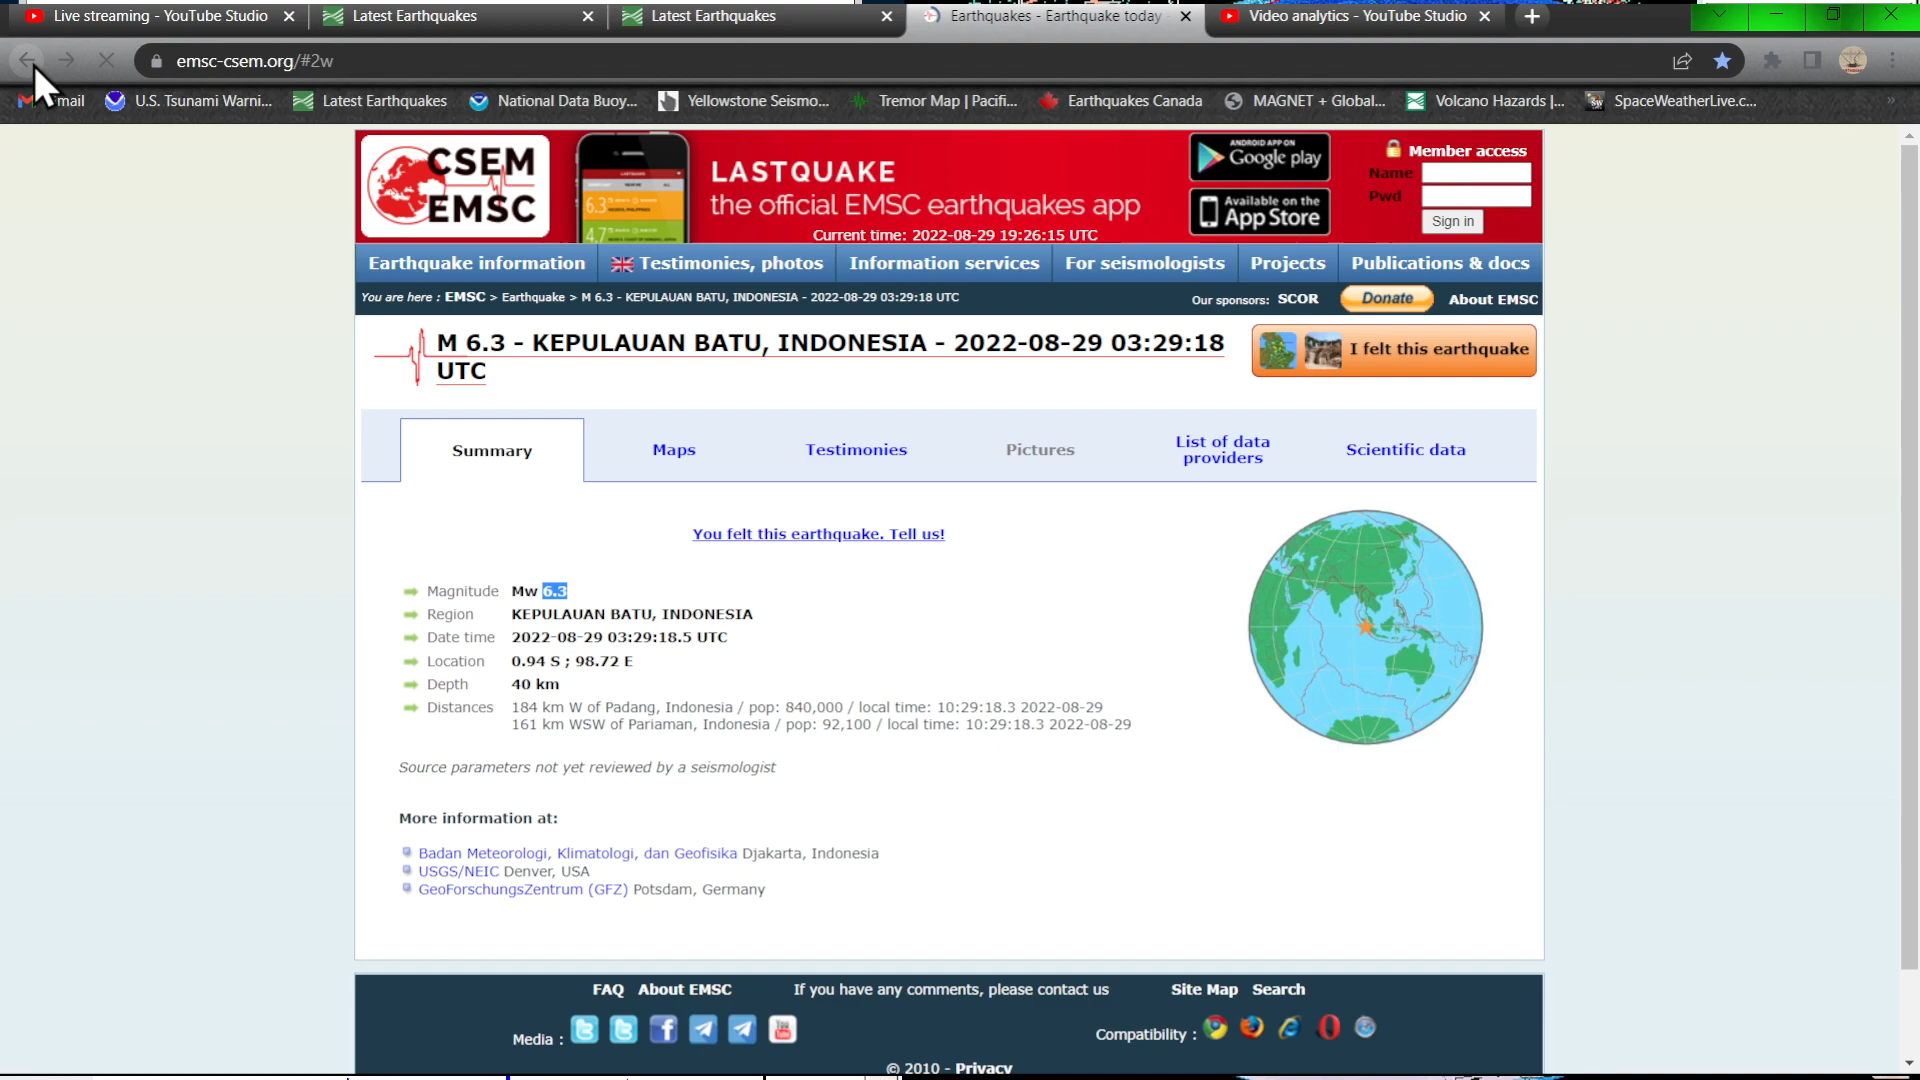 Live streaming - YouTube Studio
Latest Earthquakes
Latest Earthquakes
Earthquakes - Earthquake today
Video analytics - YouTube Studio
emsc-csem.org/#2w
mail
U.S. Tsunami Warni...
Latest Earthquakes
National Data Buoy...
Yellowstone Seismo...
Tremor Map | Pacifi...
Earthquakes Canada
MAGNET + Global...
Volcano Hazards |...
SpaceWeatherLive.c...
CSEM
EMSC
LASTQUAKE
the official EMSC earthquakes app
Current time: 2022-08-29 19:26:15 UTC
ANDROID APP ON
Google play
Available on the
App Store
Member access
Name
Pwd
Sign in
Earthquake information
Testimonies, photos
Information services
For seismologists
Projects
Publications & docs
You are here : EMSC > Earthquake > M 6.3 - KEPULAUAN BATU, INDONESIA - 2022-08-29 03:29:18 UTC
Our sponsors: SCOR
Donate
About EMSC
M 6.3 - KEPULAUAN BATU, INDONESIA - 2022-08-29 03:29:18
UTC
I felt this earthquake
Summary
Maps
Testimonies
Pictures
List of data
providers
Scientific data
You felt this earthquake. Tell us!
Magnitude Mw 6.3
Region KEPULAUAN BATU, INDONESIA
Date time 2022-08-29 03:29:18.5 UTC
Location 0.94 S ; 98.72 E
Depth 40 km
Distances 184 km W of Padang, Indonesia / pop: 840,000 / local time: 10:29:18.3 2022-08-29
161 km WSW of Pariaman, Indonesia / pop: 92,100 / local time: 10:29:18.3 2022-08-29
Source parameters not yet reviewed by a seismologist
More information at:
Badan Meteorologi, Klimatologi, dan Geofisika Djakarta, Indonesia
USGS/NEIC Denver, USA
GeoForschungsZentrum (GFZ) Potsdam, Germany
FAQ About EMSC
If you have any comments, please contact us
Site Map Search
Media :
Compatibility :
© 2010 - Privacy